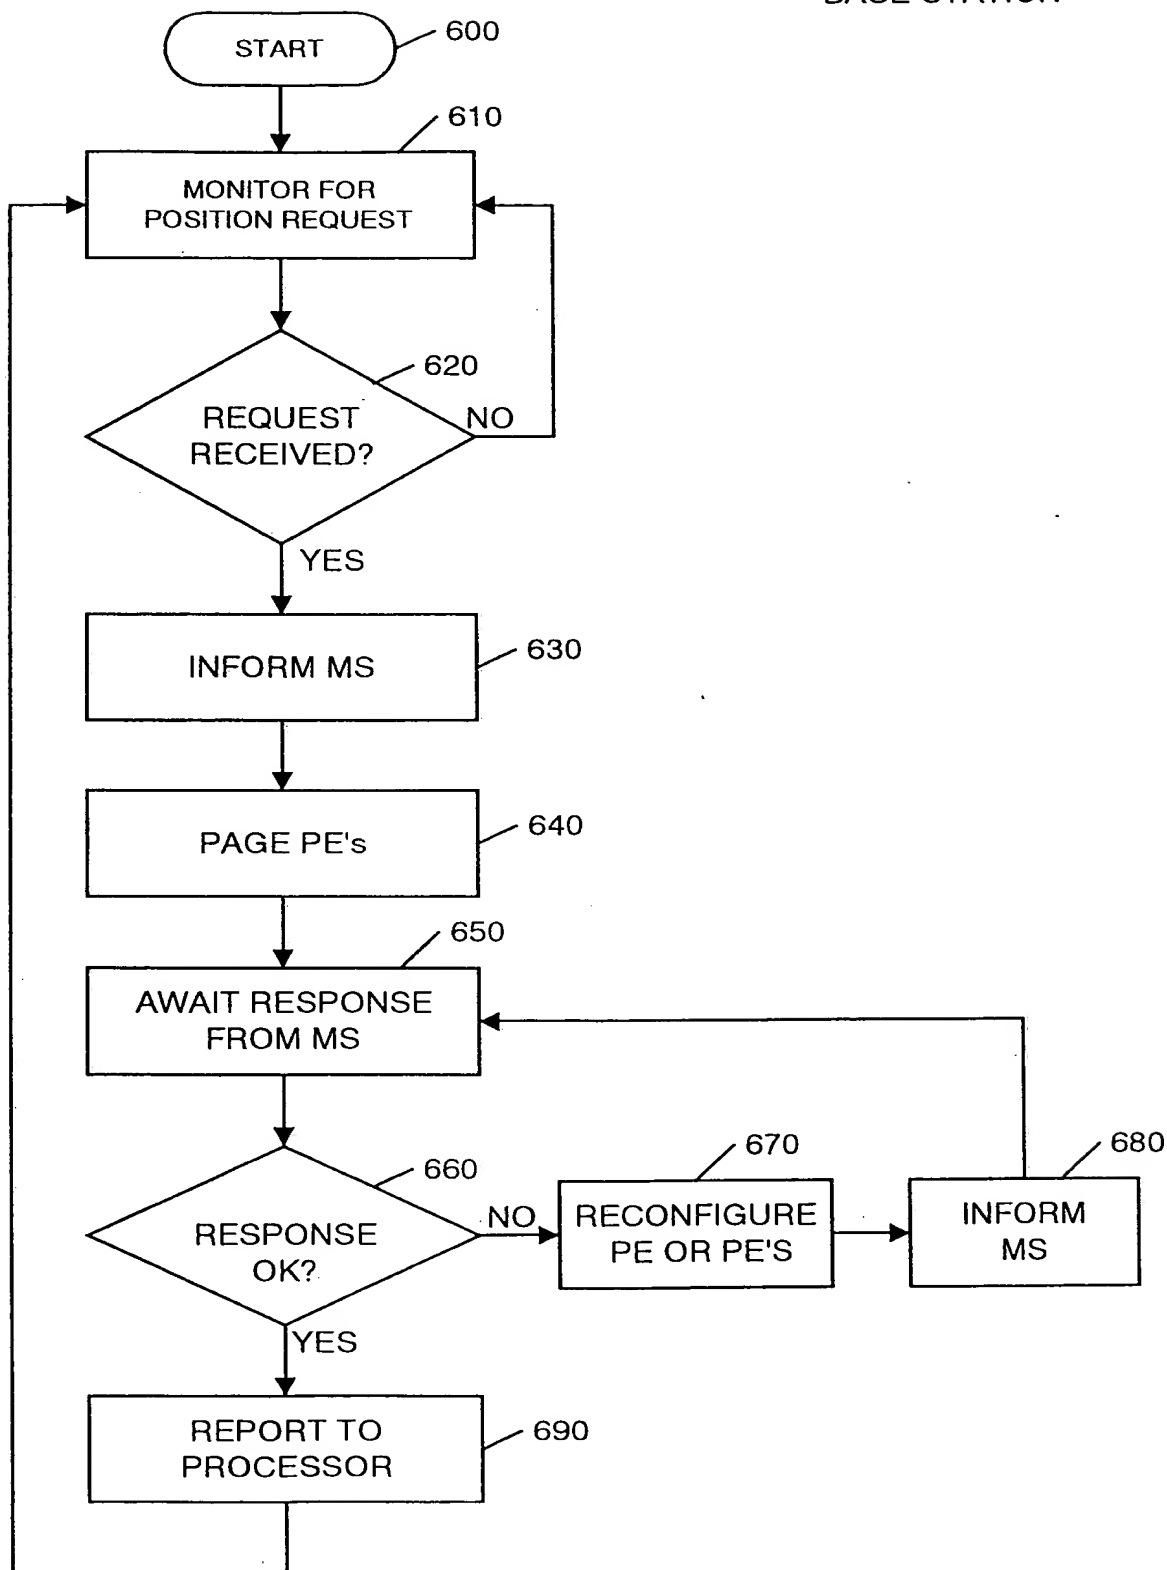 BASE STATION
START
600
610
MONITOR FOR
POSITION REQUEST
620
REQUEST
RECEIVED?
NO
YES
INFORM MS
630
PAGE PE's
640
650
AWAIT RESPONSE
FROM MS
660
RESPONSE
OK?
NO
670
RECONFIGURE
PE OR PE'S
680
INFORM
MS
YES
REPORT TO
PROCESSOR
690